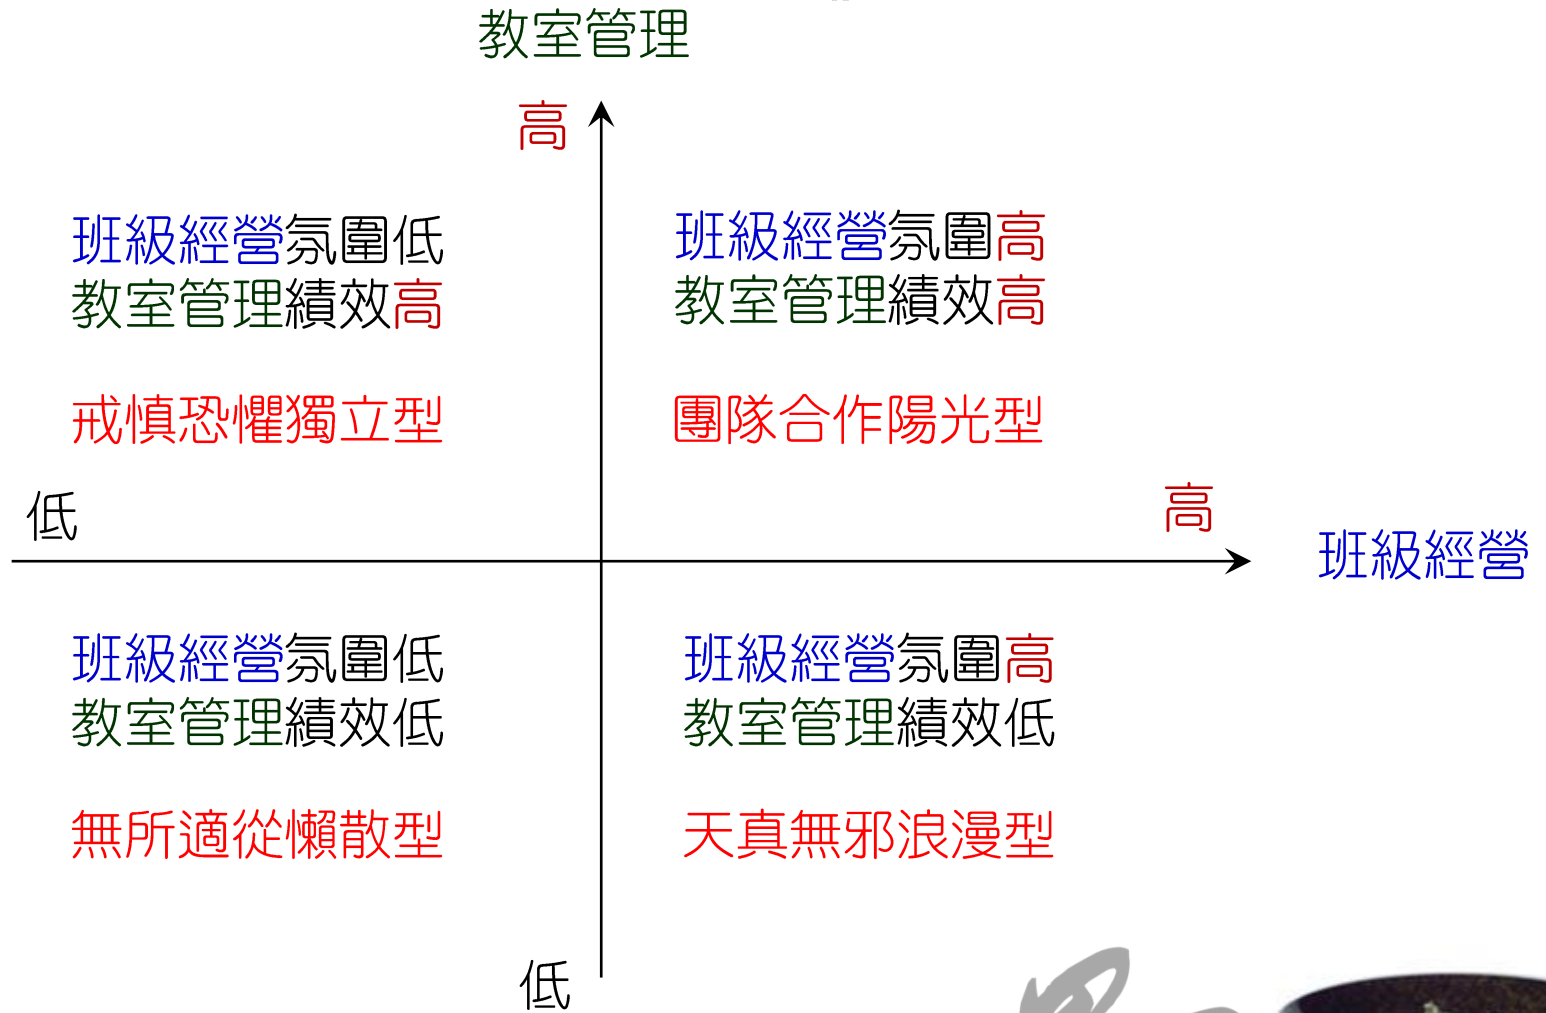 教室管理
高
班級經營氛圍低
教室管理績效高
戒慎恐懼獨立型
班級經營氛圍高
教室管理績效高
團隊合作陽光型
低
高
班級經營
班級經營氛圍低
教室管理績效低
無所適從懶散型
班級經營氛圍高
教室管理績效低
天真無邪浪漫型
低